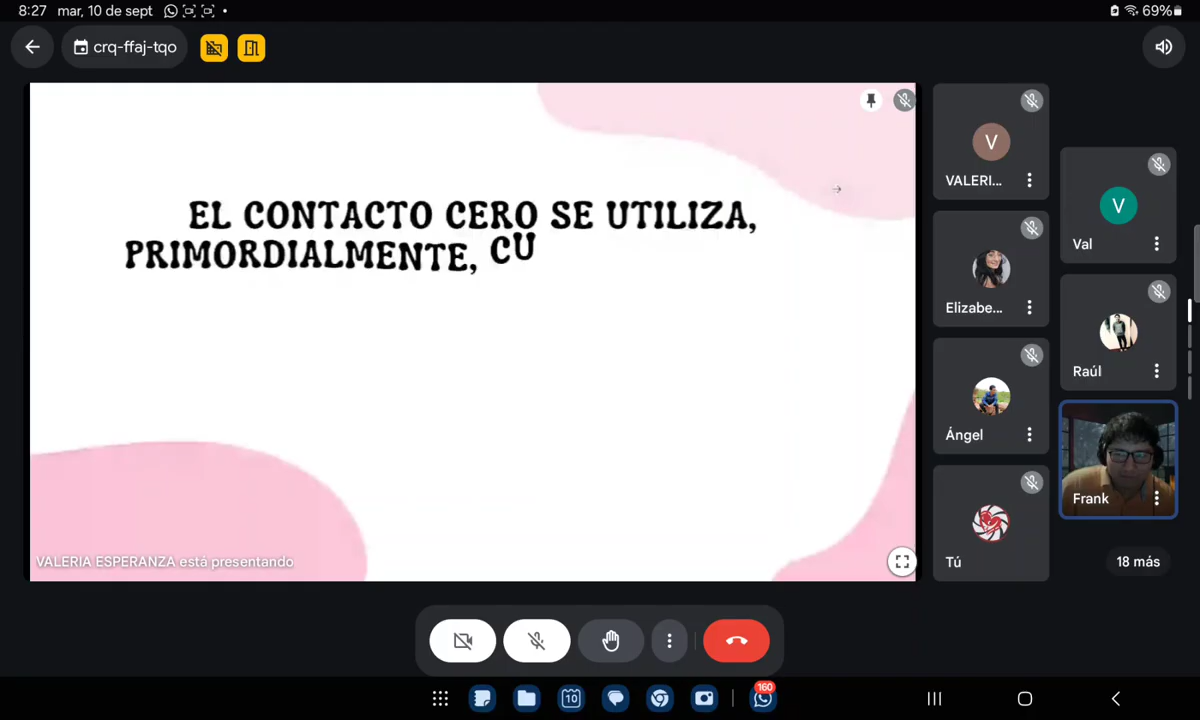 8:27 mar, 10 de sept
69%
crq-ffaj-tqo
EL CONTACTO CERO SE UTILIZA,
PRIMORDIALMENTE, CU
VALERIA ESPERANZA está presentando
V
VALERI...
Elizabe...
Ángel
Tú
V
Val
Raúl
Frank
18 más
10
160